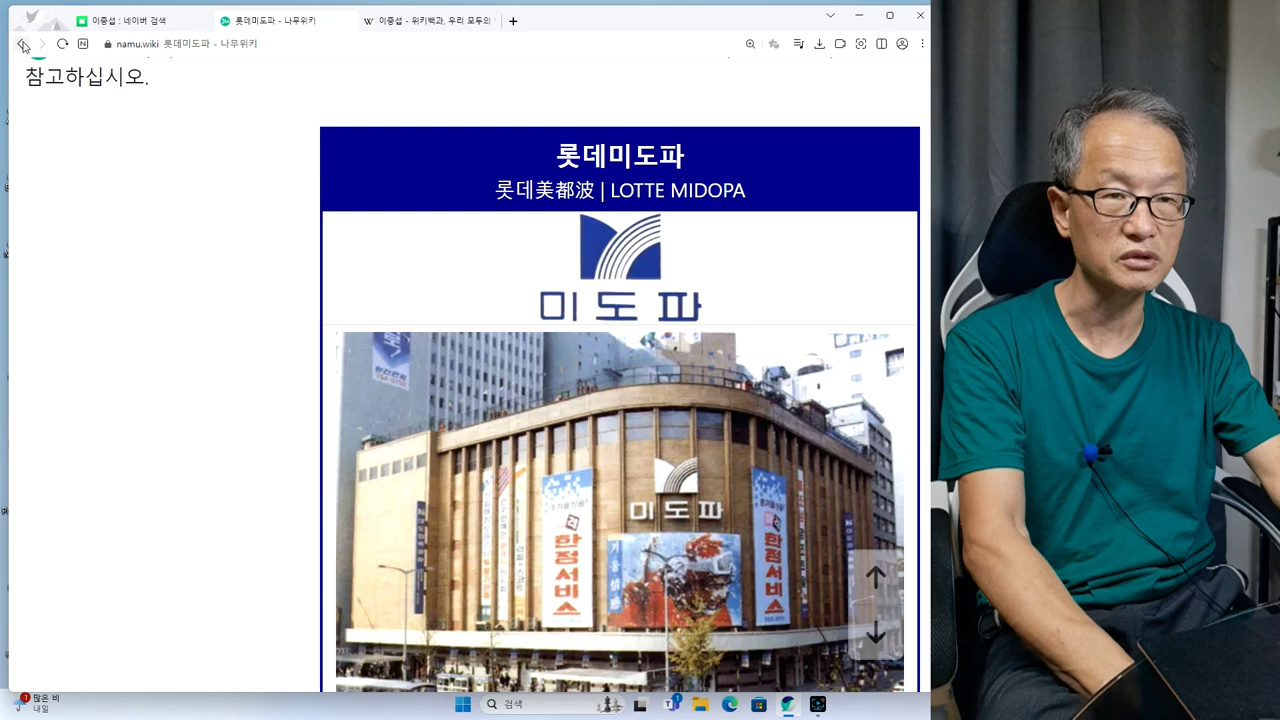 이중섭 : 네이버 검색
롯데미도파 - 나무위키
이중섭 - 위키백과, 우리 모두의
namu.wiki 롯데미도파 - 나무위키
참고하십시오.
롯데미도파
롯데美都波 | LOTTE MIDOPA
미도파
미도파
한정서비스
한정서비스
1
많은 비
내일
검색
1